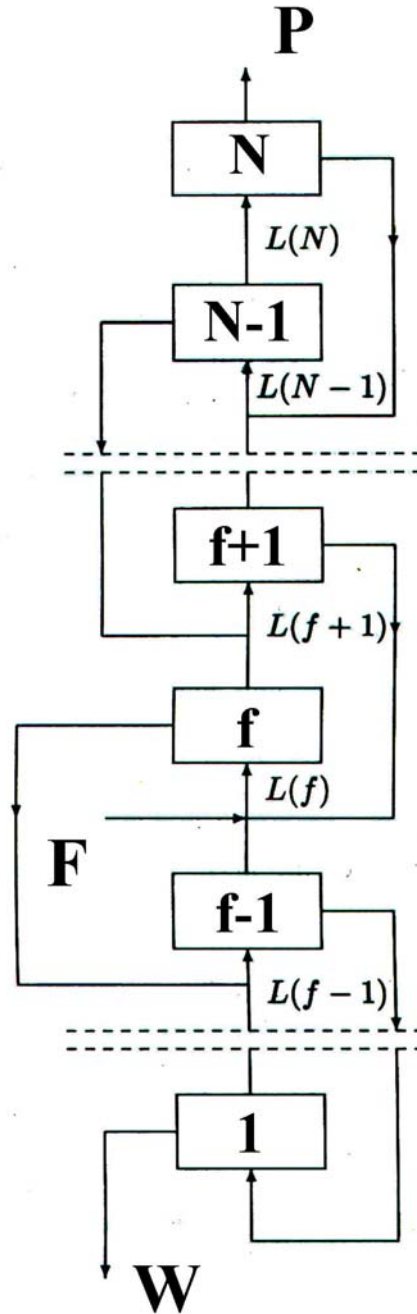 P
N
L(N)
N-1
L(N − 1)
f+1
L(f + 1)
f
L(f)
F
f-1
L(f − 1)
1
W